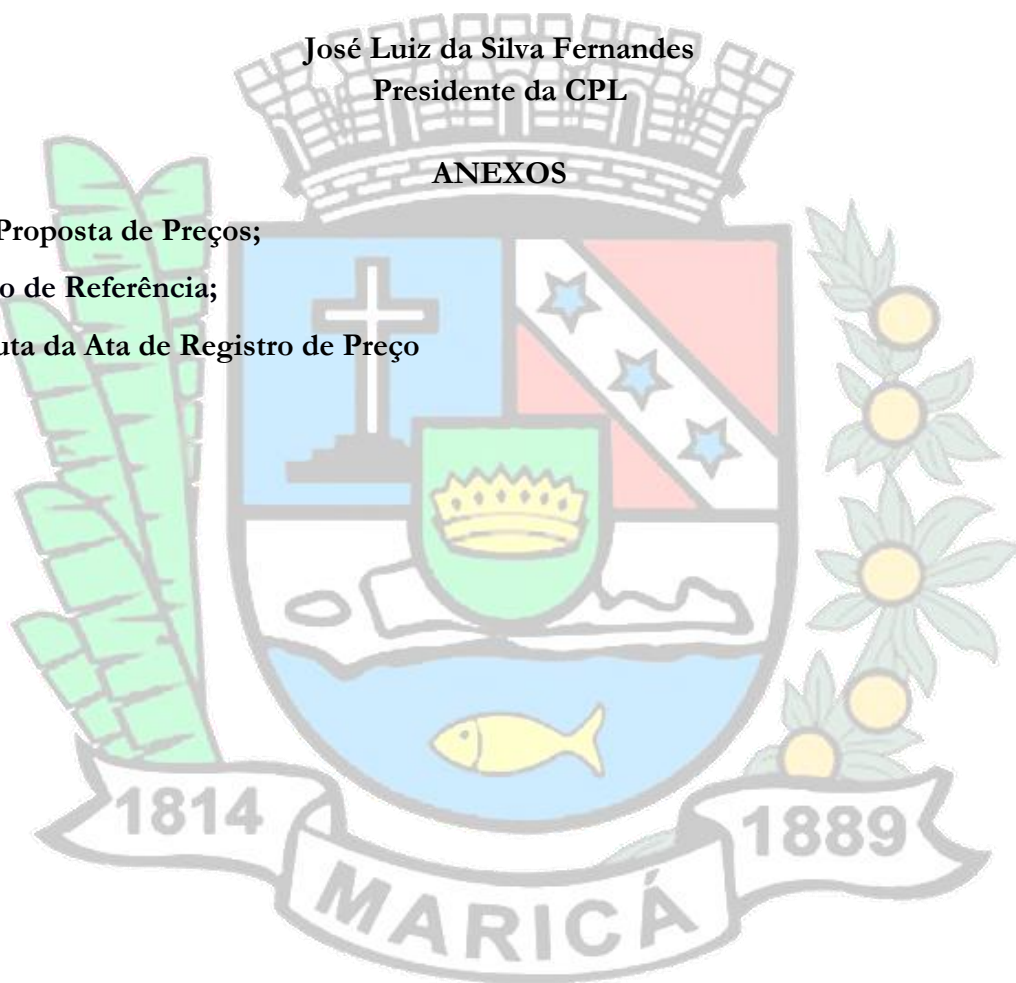 José Luiz da Silva Fernandes
Presidente da CPL
ANEXOS
Proposta de Preços;
o de Referência;
uta da Ata de Registro de Preço
1814
1889
MARICÁ